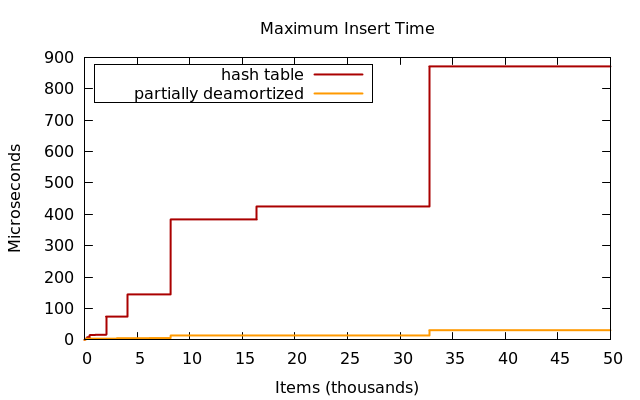 Maximum Insert Time
900
800
700
600
500
400
300
200
100
0
Microseconds
hash table
partially deamortized
0 5 10 15 20 25 30 35 40 45 50
Items (thousands)